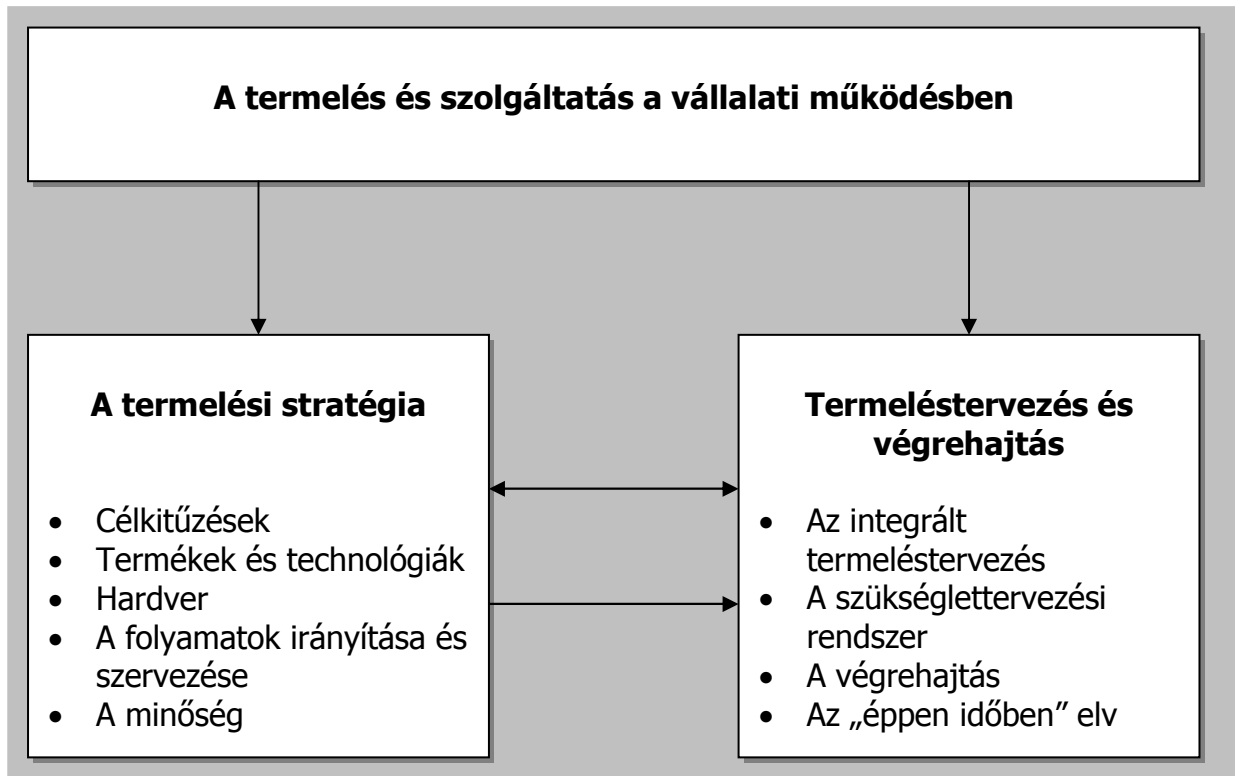 A termelés és szolgáltatás a vállalati működésben
A termelési stratégia
• Célkitűzések
• Termékek és technológiák
• Hardver
• A folyamatok irányítása és
szervezése
• A minőség
Termeléstervezés és
végrehajtás
• Az integrált
termeléstervezés
• A szükséglettervezési
rendszer
• A végrehajtás
• Az „éppen időben” elv